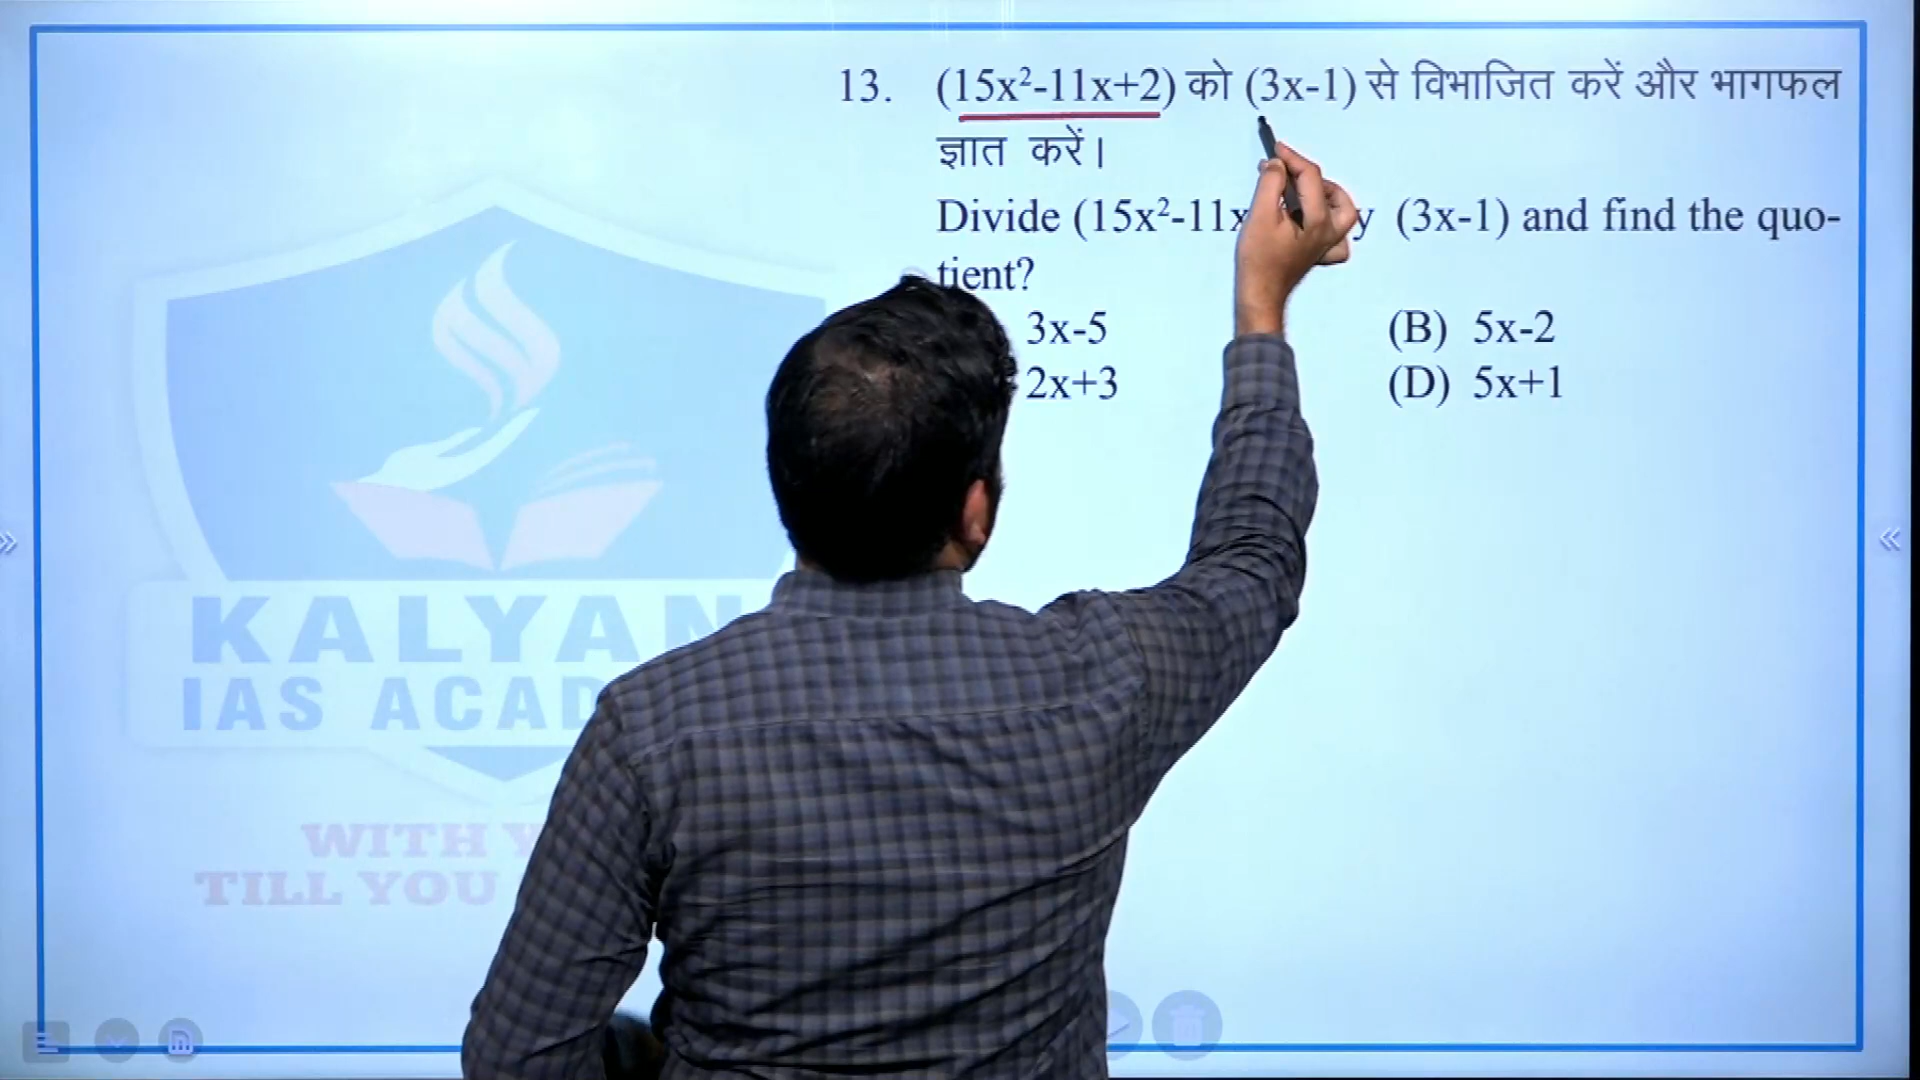 13. (15x²-11x+2) को (3x-1) से विभाजित करें और भागफल
ज्ञात करें।
Divide (15x²-11x (3x-1) and find the quo-
tient?
3x-5 (B) 5x-2
2x+3 (D) 5x+1
KALYAN
IAS ACAD
WITH
TILL YOU